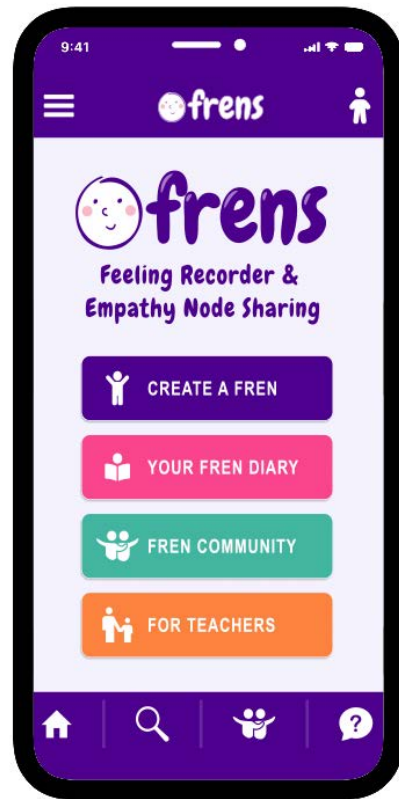 9:41
frens
frens
Feeling Recorder &
Empathy Node Sharing
CREATE A FREN
YOUR FREN DIARY
FREN COMMUNITY
FOR TEACHERS
?